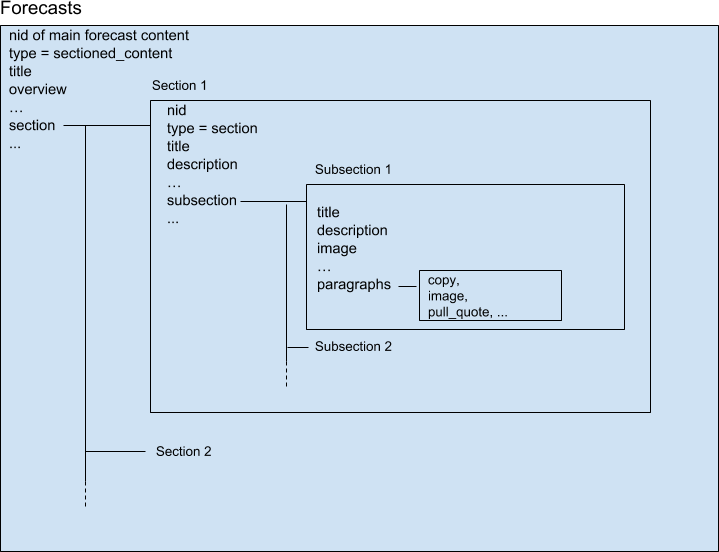 Forecasts
nid of main forecast content
type = sectioned_content
title
overview
…
section
...
Section 1
nid
type = section
title
description
…
subsection
...
Subsection 1
title
description
image
…
paragraphs
copy,
image,
pull_quote, ...
Subsection 2
Section 2